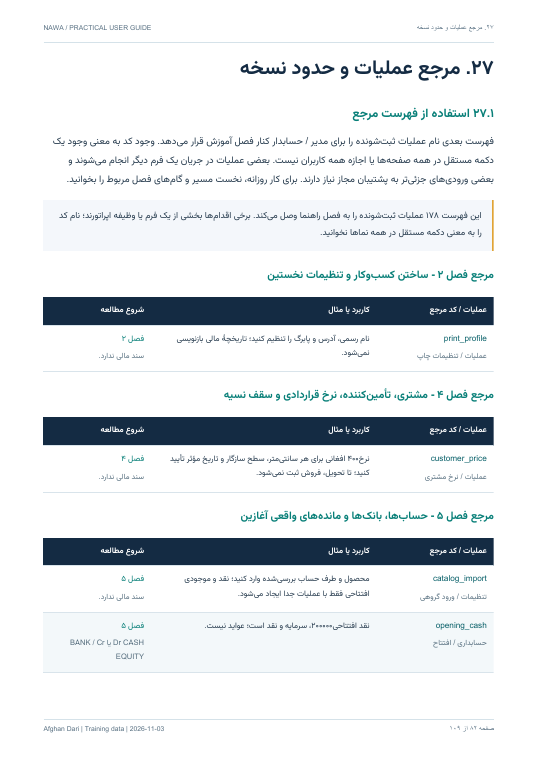 ۲۷. مرجع عملیات و حدود نسخه
NAWA / PRACTICAL USER GUIDE
۲۷. مرجع عملیات و حدود نسخه
۲۷.۱ استفاده از فهرست مرجع
فهرست بعدی نام عملیات ثبت‌شونده را برای مدیر / حسابدار کنار فصل آموزش قرار می‌دهد. وجود کد به معنی وجود یک
دکمه مستقل در همه صفحه‌ها یا اجازه همه کاربران نیست. بعضی عملیات در جریان یک فرم دیگر انجام می‌شوند و
بعضی ورودی‌های جزئی‌تر به پشتیبان مجاز نیاز دارند. برای کار روزانه، نخست مسیر و گام‌های فصل مربوط را بخوانید.
این فهرست ۱۷۸ عملیات ثبت‌شونده را به فصل راهنما وصل می‌کند. برخی اقدام‌ها بخشی از یک فرم یا وظیفه اپراتورند؛ نام کد
را به معنی دکمه مستقل در همه نماها نخوانید.
مرجع فصل ۲ - ساختن کسب‌وکار و تنظیمات نخستین
عملیات / کد مرجع
کاربرد یا مثال
شروع مطالعه
print_profile
عملیات / تنظیمات چاپ
نام رسمی، آدرس و پابرگ را تنظیم کنید؛ تاریخچهٔ مالی بازنویسی
نمی‌شود.
فصل ۲
سند مالی ندارد.
مرجع فصل ۴ - مشتری، تأمین‌کننده، نرخ قراردادی و سقف نسیه
عملیات / کد مرجع
کاربرد یا مثال
شروع مطالعه
customer_price
عملیات / نرخ مشتری
نرخ۴۰۰ افغانی برای هر سانتی‌متر، سطح سازگار و تاریخ مؤثر تأیید
کنید؛ تا تحویل، فروش ثبت نمی‌شود.
فصل ۴
سند مالی ندارد.
مرجع فصل ۵ - حساب‌ها، بانک‌ها و مانده‌های واقعی آغازین
عملیات / کد مرجع
کاربرد یا مثال
شروع مطالعه
catalog_import
تنظیمات / ورود گروهی
محصول و طرف حساب بررسی‌شده وارد کنید؛ نقد و موجودی
افتتاحی فقط با عملیات جدا ایجاد می‌شود.
فصل ۵
سند مالی ندارد.
opening_cash
حسابداری / افتتاح
نقد افتتاحی۲۰۰۰۰۰، سرمایه و نقد است؛ عواید نیست.
فصل ۵
Dr CASH یا BANK / Cr
EQUITY
صفحه ۸۲ از ۱۰۹
Afghan Dari | Training data | 2026-11-03